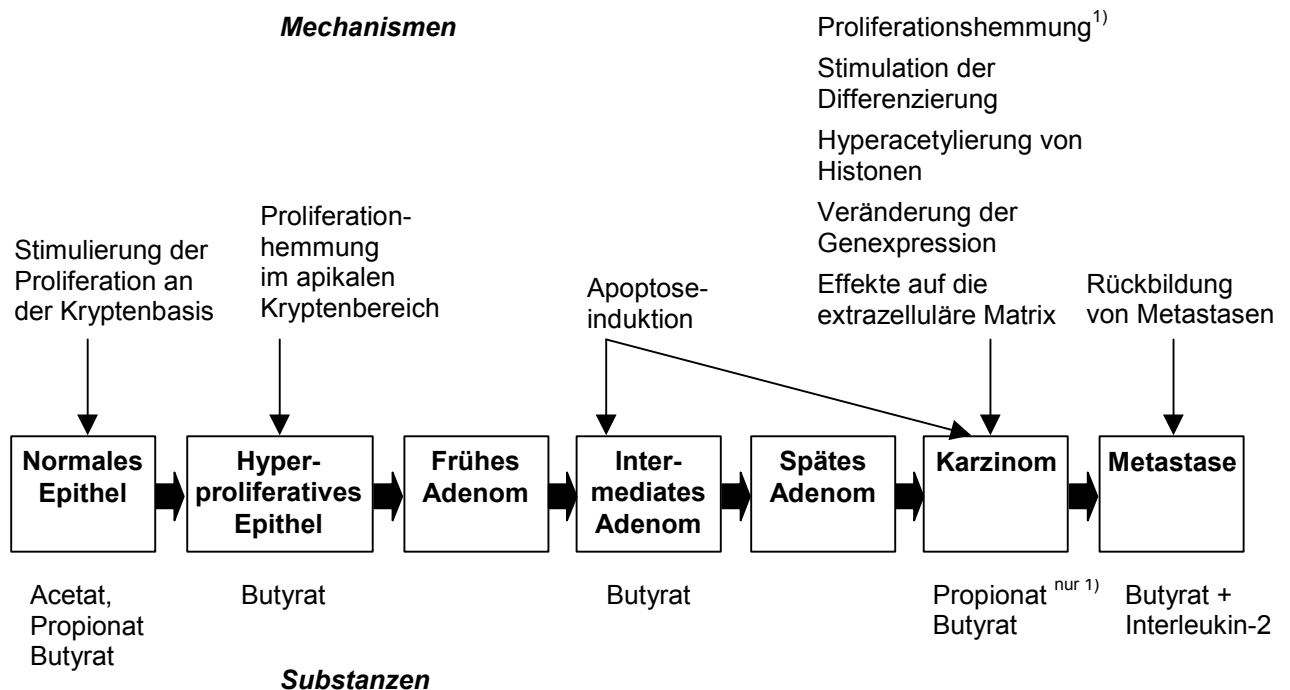 Mechanismen
Proliferationshemmung1)
Stimulation der
Differenzierung
Hyperacetylierung von
Histonen
Veränderung der
Genexpression
Effekte auf die
extrazelluläre Matrix
Stimulierung der
Proliferation an
der Kryptenbasis
Proliferation-
hemmung
im apikalen
Kryptenbereich
Apoptose-
induktion
Rückbildung
von Metastasen
Normales
Epithel
Hyper-
proliferatives
Epithel
Frühes
Adenom
Inter-
mediates
Adenom
Spätes
Adenom
Karzinom
Metastase
Acetat,
Propionat
Butyrat
Butyrat
Butyrat
Propionat nur 1)
Butyrat
Butyrat +
Interleukin-2
Substanzen